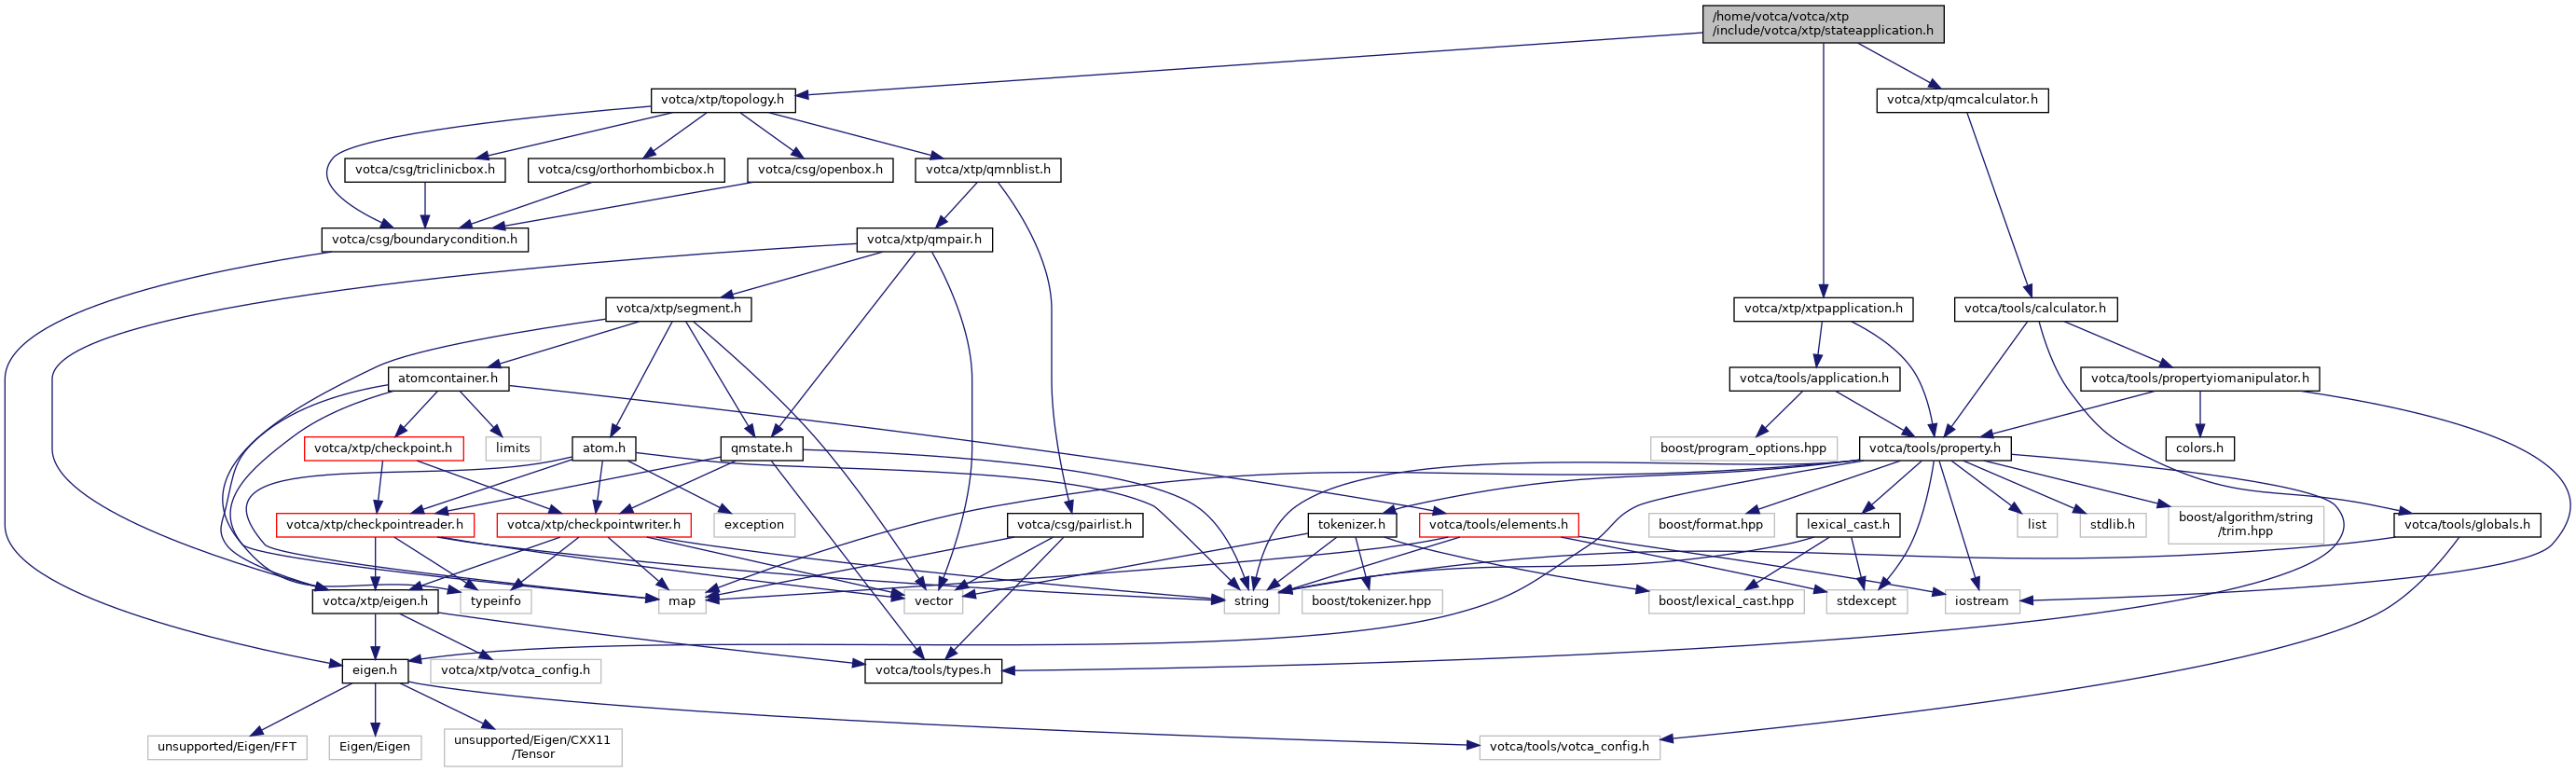 /home/votca/votca/xtp
/include/votca/xtp/stateapplication.h
votca/xtp/topology.h
votca/xtp/qmcalculator.h
votca/csg/triclinicbox.h
votca/csg/orthorhombicbox.h
votca/csg/openbox.h
votca/xtp/qmnblist.h
votca/csg/boundarycondition.h
votca/xtp/qmpair.h
votca/xtp/segment.h
votca/xtp/xtpapplication.h
votca/tools/calculator.h
atomcontainer.h
votca/tools/application.h
votca/tools/propertyiomanipulator.h
votca/xtp/checkpoint.h
limits
atom.h
qmstate.h
boost/program_options.hpp
votca/tools/property.h
colors.h
votca/xtp/checkpointreader.h
votca/xtp/checkpointwriter.h
exception
votca/csg/pairlist.h
tokenizer.h
votca/tools/elements.h
boost/format.hpp
lexical_cast.h
list
stdlib.h
boost/algorithm/string
/trim.hpp
votca/tools/globals.h
votca/xtp/eigen.h
typeinfo
map
vector
string
boost/tokenizer.hpp
boost/lexical_cast.hpp
stdexcept
iostream
eigen.h
votca/xtp/votca_config.h
votca/tools/types.h
unsupported/Eigen/FFT
Eigen/Eigen
unsupported/Eigen/CXX11
/Tensor
votca/tools/votca_config.h